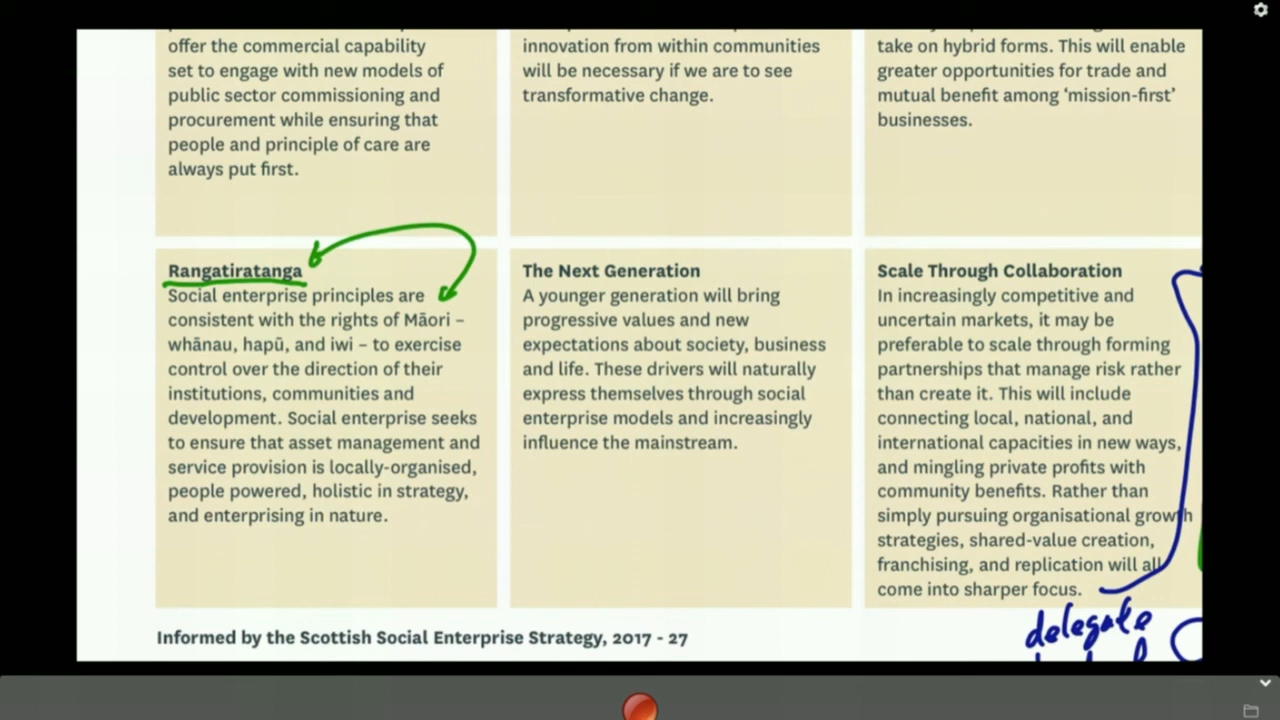 offer the commercial capability
set to engage with new models of
public sector commissioning and
procurement while ensuring that
people and principle of care are
always put first.
innovation from within communities
will be necessary if we are to see
transformative change.
take on hybrid forms. This will enable
greater opportunities for trade and
mutual benefit among ‘mission-first’
businesses.
Rangatiratanga
Social enterprise principles are
consistent with the rights of Māori –
whānau, hapū, and iwi – to exercise
control over the direction of their
institutions, communities and
development. Social enterprise seeks
to ensure that asset management and
service provision is locally-organised,
people powered, holistic in strategy,
and enterprising in nature.
The Next Generation
A younger generation will bring
progressive values and new
expectations about society, business
and life. These drivers will naturally
express themselves through social
enterprise models and increasingly
influence the mainstream.
Scale Through Collaboration
In increasingly competitive and
uncertain markets, it may be
preferable to scale through forming
partnerships that manage risk rather
than create it. This will include
connecting local, national, and
international capacities in new ways,
and mingling private profits with
community benefits. Rather than
simply pursuing organisational growth
strategies, shared-value creation,
franchising, and replication will all
come into sharper focus.
delegate
Informed by the Scottish Social Enterprise Strategy, 2017 - 27